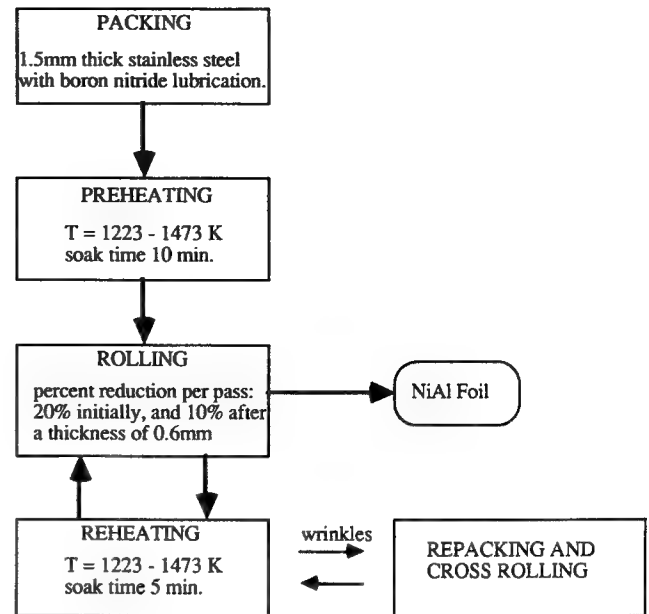 PACKING
1.5mm thick stainless steel
with boron nitride lubrication.
PREHEATING
T = 1223 - 1473 K
soak time 10 min.
ROLLING
percent reduction per pass:
20% initially, and 10% after
a thickness of 0.6mm
NiAl Foil
REHEATING
T = 1223 - 1473 K
soak time 5 min.
wrinkles
REPACKING AND
CROSS ROLLING